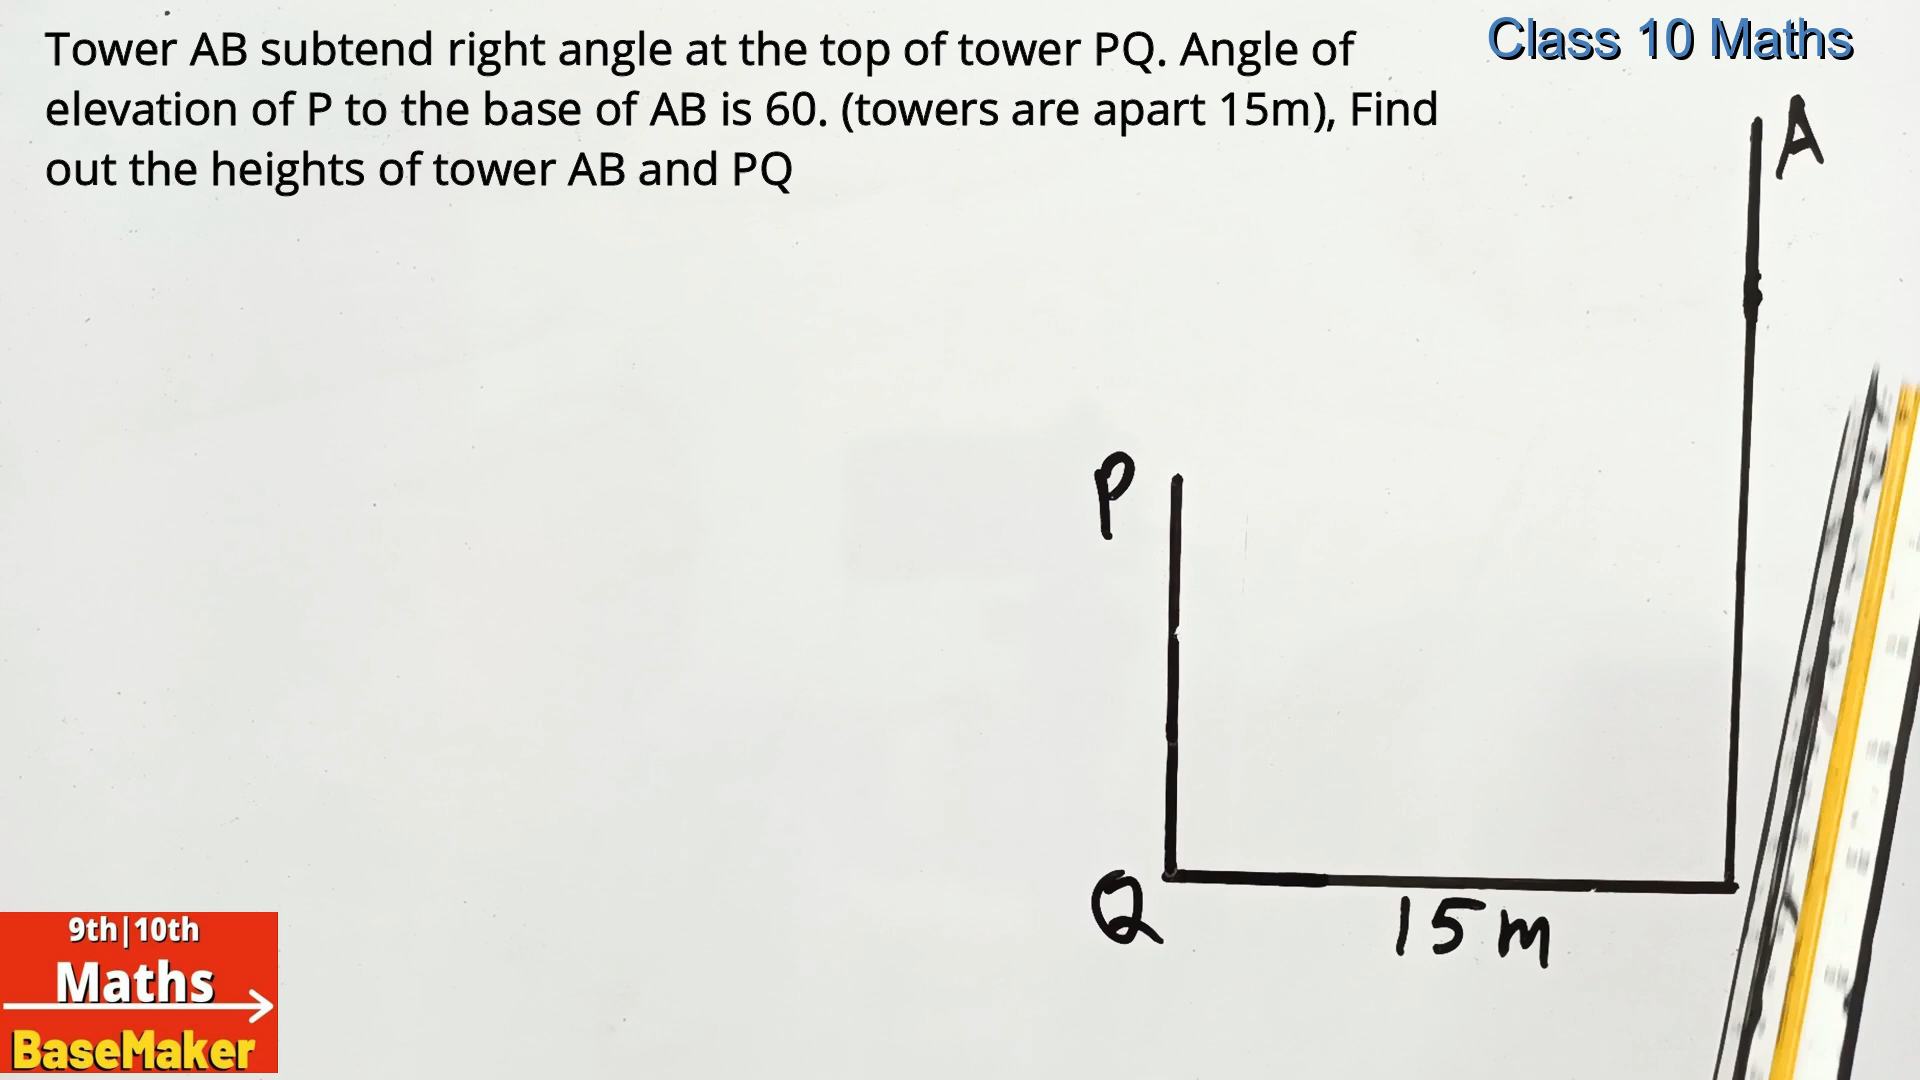 Tower AB subtend right angle at the top of tower PQ. Angle of
elevation of P to the base of AB is 60. (towers are apart 15m), Find
out the heights of tower AB and PQ
Class 10 Maths
A
P
Q
15m
9th|10th
Maths
BaseMaker